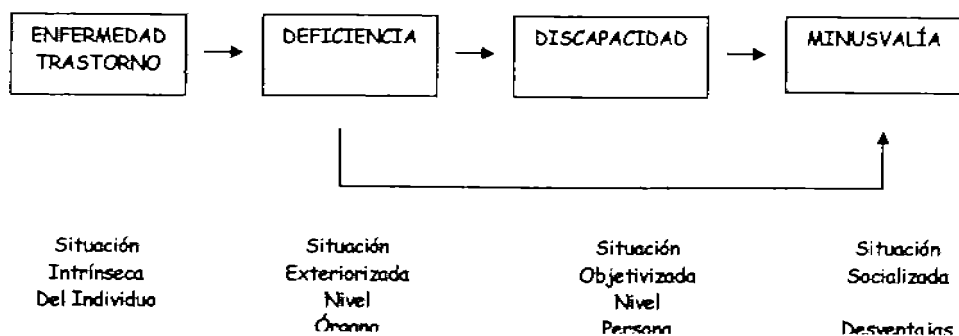 ENFERMEDAD
TRASTORNO
DEFICIENCIA
DISCAPACIDAD
MINUSVALÍA
Situación
Intrínseca
Del Individuo
Situación
Exteriorizada
Nivel
Órgano
Situación
Objetivizada
Nivel
Persona
Situación
Socializada
Desventajas